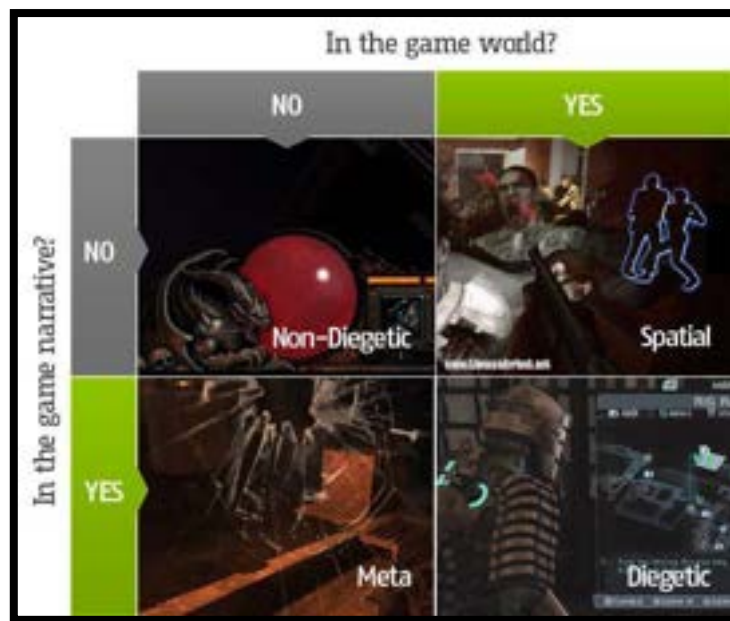 In the game world?
NO
YES
In the game narrative?
NO
Non-Diegetic
Spatial
YES
Meta
Diegetic